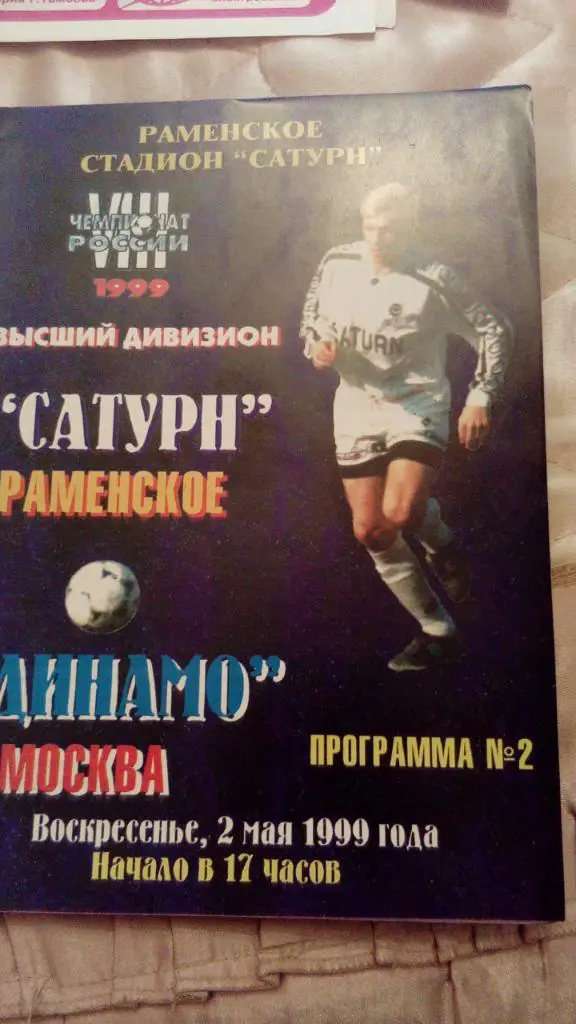 РАМЕНСКОЕ
СТАДИОН "САТУРН"
VIII
ЧЕМПИОНАТ
РОССИИ
1999
ВЫСШИЙ ДИВИЗИОН
"САТУРН"
РАМЕНСКОЕ
SATURN
ДИНАМО"
МОСКВА
ПРОГРАММА №2
Воскресенье, 2 мая 1999 года
Начало в 17 часов